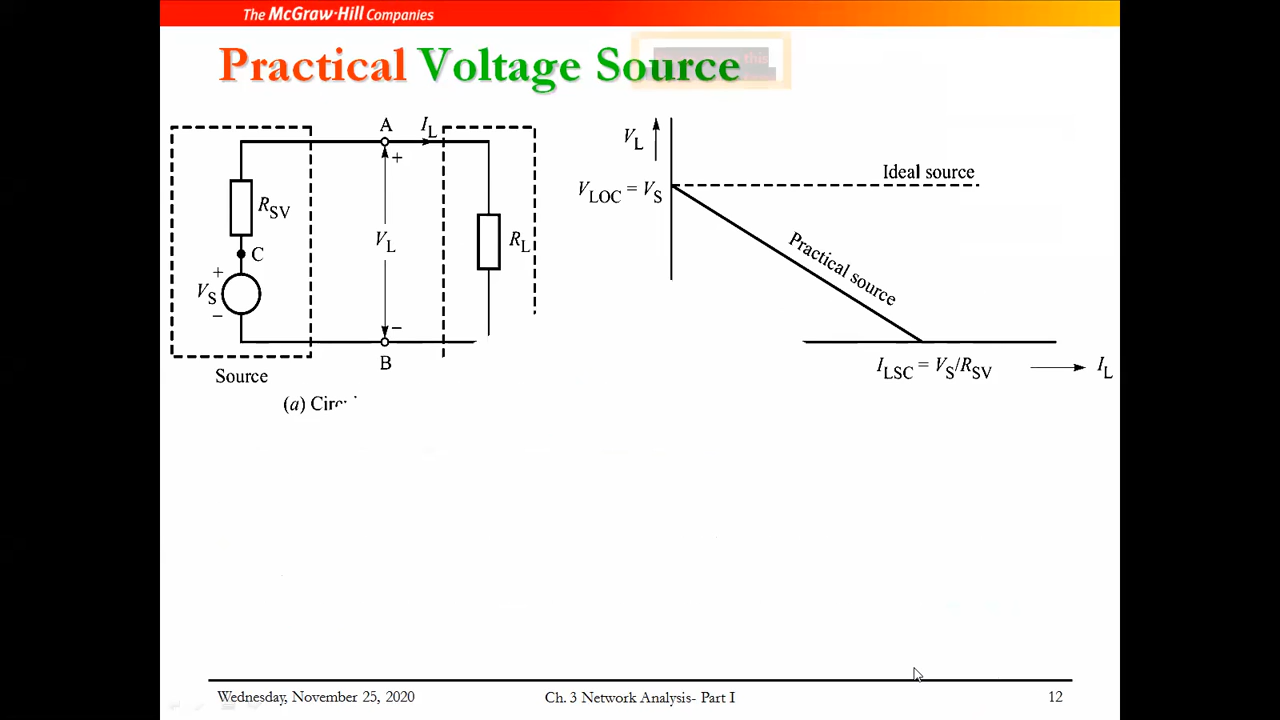 The McGraw-Hill Companies
Practical Voltage Source
this
A
I_L
+
R_SV
C
+
V_S
−
V_L
R_L
−
B
Source
(a)
V_L
Ideal source
V_LOC = V_S
Practical source
I_LSC = V_S/R_SV
I_L
Wednesday, November 25, 2020
Ch. 3 Network Analysis- Part I
12